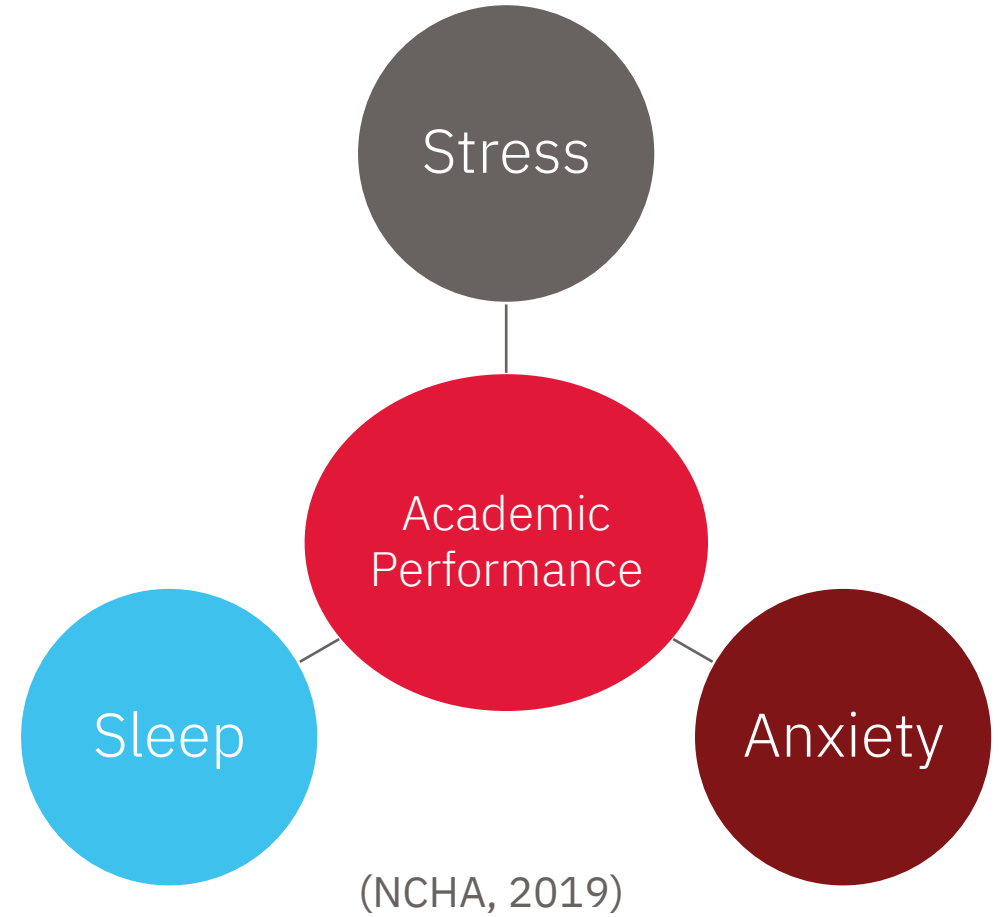 Stress
Academic
Performance
Sleep
Anxiety
(NCHA, 2019)